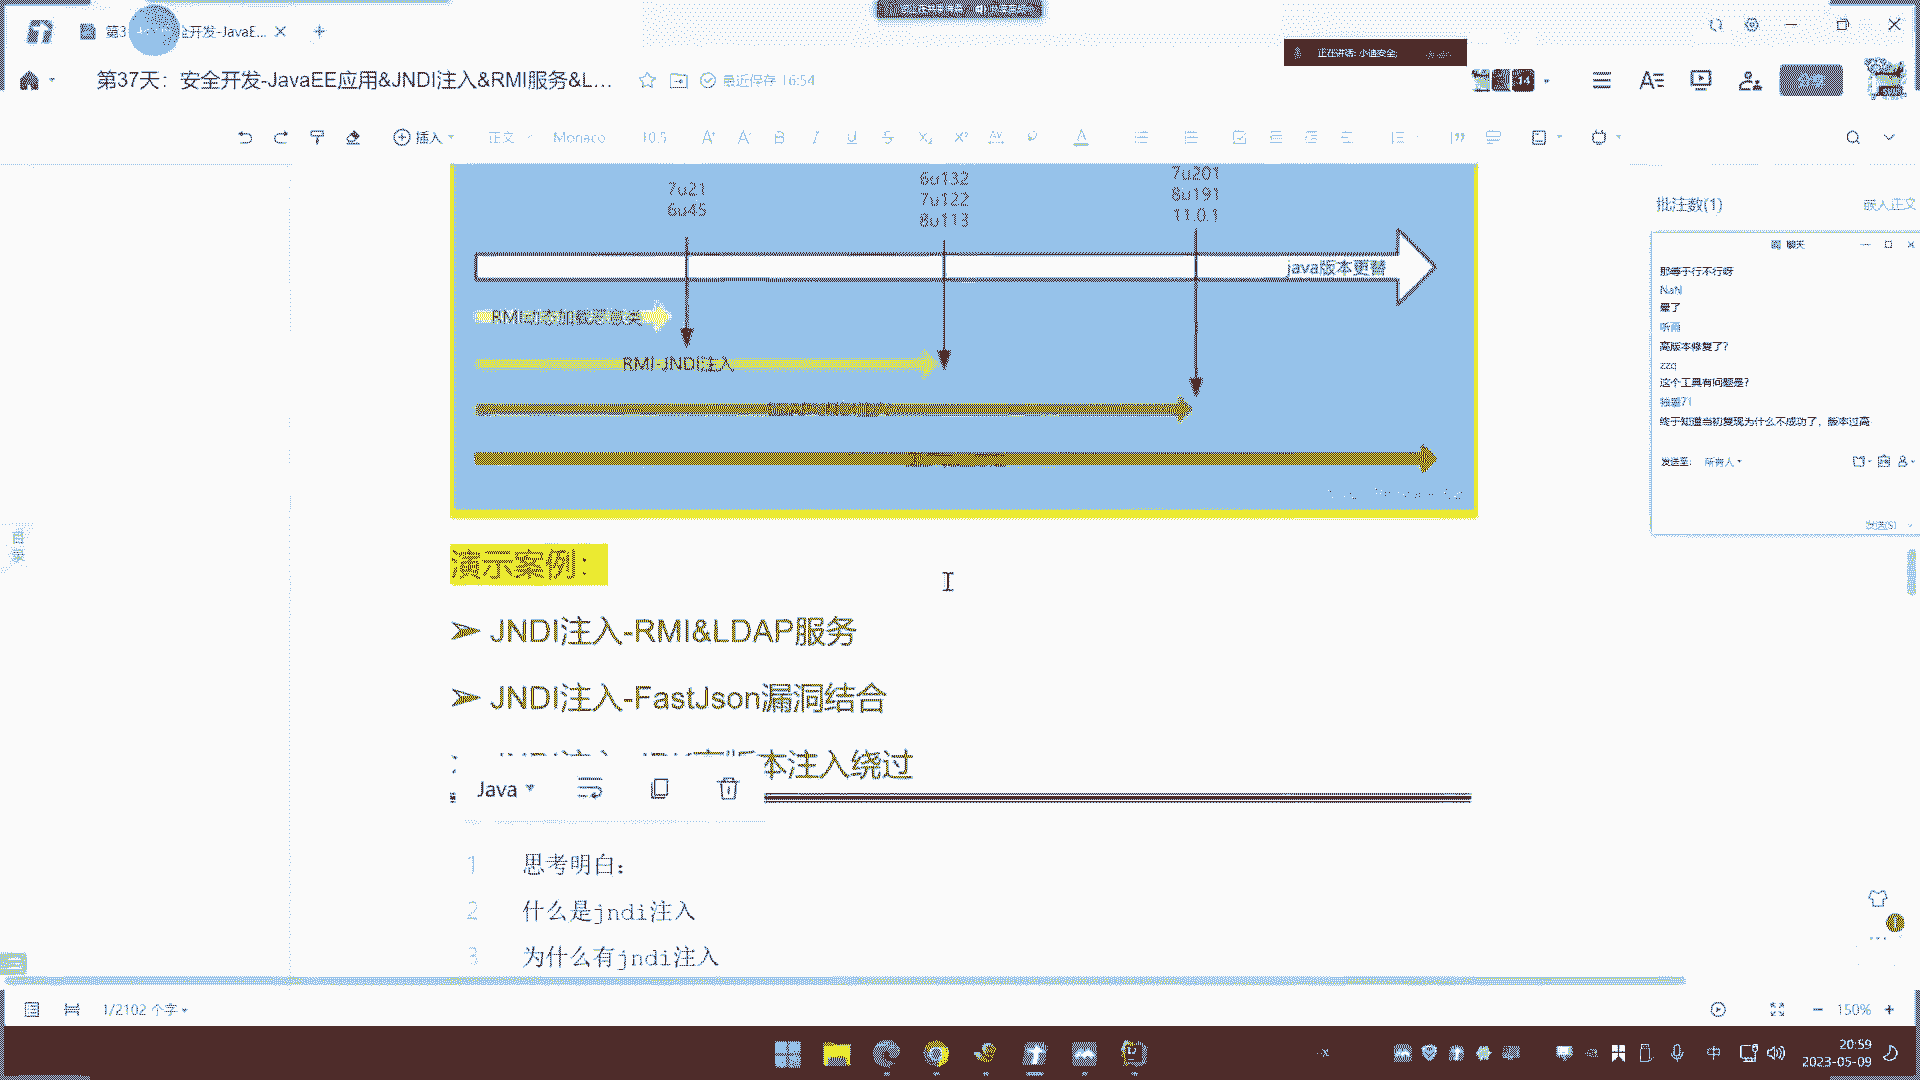 全开发-JavaE...
正在讲话: 小迪安全;
第37天：安全开发-JavaEE应用&JNDI注入&RMI服务&L...
最近保存 16:54
14
插入
正文
Monaco
10.5
7u21
6u45
6u132
7u122
8u113
7u201
8u191
11.0.1
java版本更替
RMI动态加载恶意类
RMI-JNDI注入
批注数(1)
嵌入正文
聊天
那等于行不行呀
NaN
晕了
听雨
高版本修复了？
zzq
这个工具有问题是？
终于知道当初复现为什么不成功了，版本过高
发送至:
所有人
发送(S)
目录
演示案例：
➢ JNDI注入-RMI&LDAP服务
➢ JNDI注入-FastJson漏洞结合
本注入绕过
Java
1 思考明白：
2 什么是jndi注入
3 为什么有jndi注入
1/2102 个字
150%
中
20:59
2023-05-09